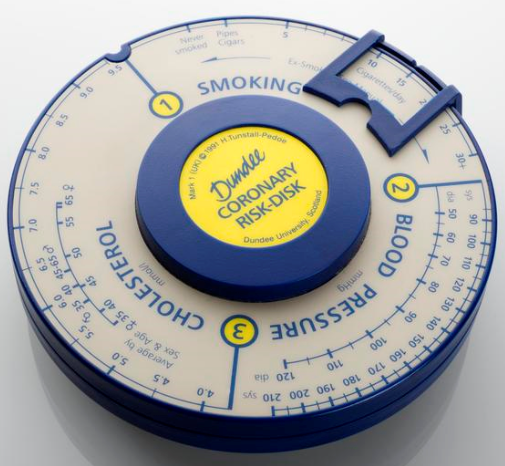 Mark 1 (UK) © 1991 H.Tunstall-Pedoe
Dundee
CORONARY
RISK-DISK
Dundee University, Scotland
1
SMOKING
Never
smoked
Pipes
Cigars
5
Cigarettes/day
10
15
20
25
30+
2
BLOOD PRESSURE
mmHg
sys
90
100
110
120
130
140
150
160
170
180
190
200
210
sys
dia
50
60
70
80
90
100
110
120
dia
3
CHOLESTEROL
mmol/l
Average by
Sex & Age
♀ 35 40 45 50 55 65 ♀
♂ 35 40 45-65 ♂
4.0
4.5
5.0
5.5
6.0
6.5
7.0
7.5
8.0
8.5
9.0
9.5